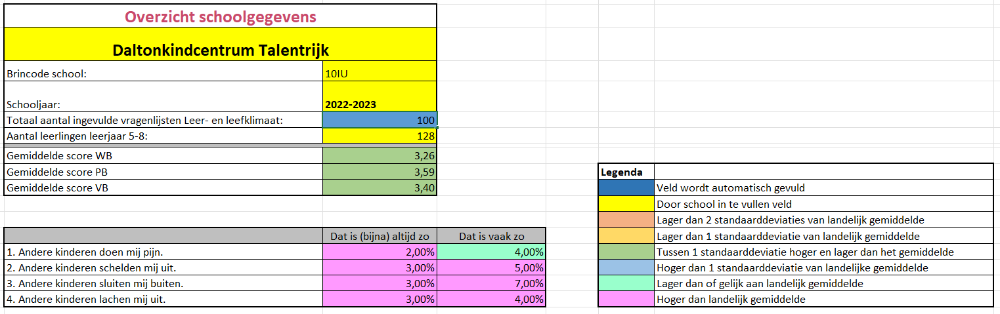 Overzicht schoolgegevens
Daltonkindcentrum Talentrijk
Brincode school: 10IU
Schooljaar: 2022-2023
Totaal aantal ingevulde vragenlijsten Leer- en leefklimaat: 100
Aantal leerlingen leerjaar 5-8: 128
Gemiddelde score WB 3,26
Gemiddelde score PB 3,59
Gemiddelde score VB 3,40
Dat is (bijna) altijd zo Dat is vaak zo
1. Andere kinderen doen mij pijn. 2,00% 4,00%
2. Andere kinderen schelden mij uit. 3,00% 5,00%
3. Andere kinderen sluiten mij buiten. 3,00% 7,00%
4. Andere kinderen lachen mij uit. 3,00% 4,00%
Legenda
Veld wordt automatisch gevuld
Door school in te vullen veld
Lager dan 2 standaarddeviaties van landelijk gemiddelde
Lager dan 1 standaarddeviatie van landelijk gemiddelde
Tussen 1 standaarddeviatie hoger en lager dan het gemiddelde
Hoger dan 1 standaarddeviatie van landelijke gemiddelde
Lager dan of gelijk aan landelijk gemiddelde
Hoger dan landelijk gemiddelde